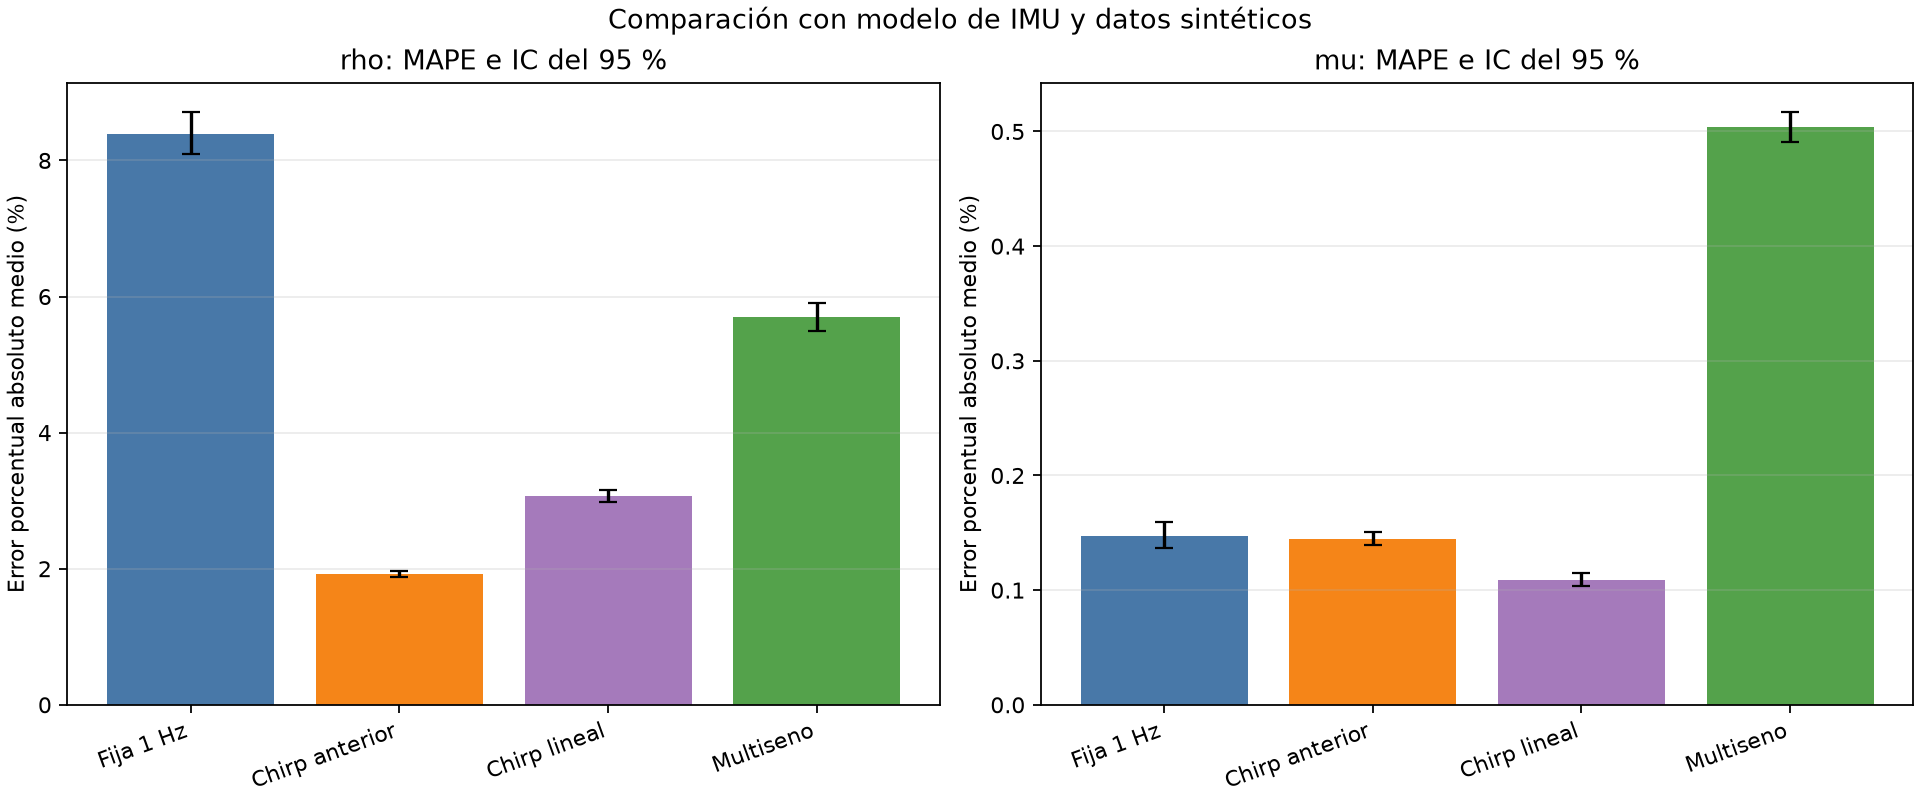 Comparación con modelo de IMU y datos sintéticos
rho: MAPE e IC del 95 %
Error porcentual absoluto medio (%)
8
6
4
2
0
Fija 1 Hz
Chirp anterior
Chirp lineal
Multiseno
mu: MAPE e IC del 95 %
Error porcentual absoluto medio (%)
0.5
0.4
0.3
0.2
0.1
0.0
Fija 1 Hz
Chirp anterior
Chirp lineal
Multiseno